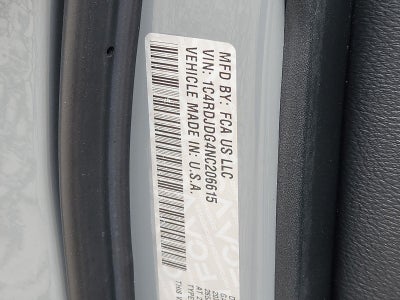 MFD BY: FCA US LLC
VIN: 1C4RDJDG4NC206615
VEHICLE MADE IN: U.S.A.